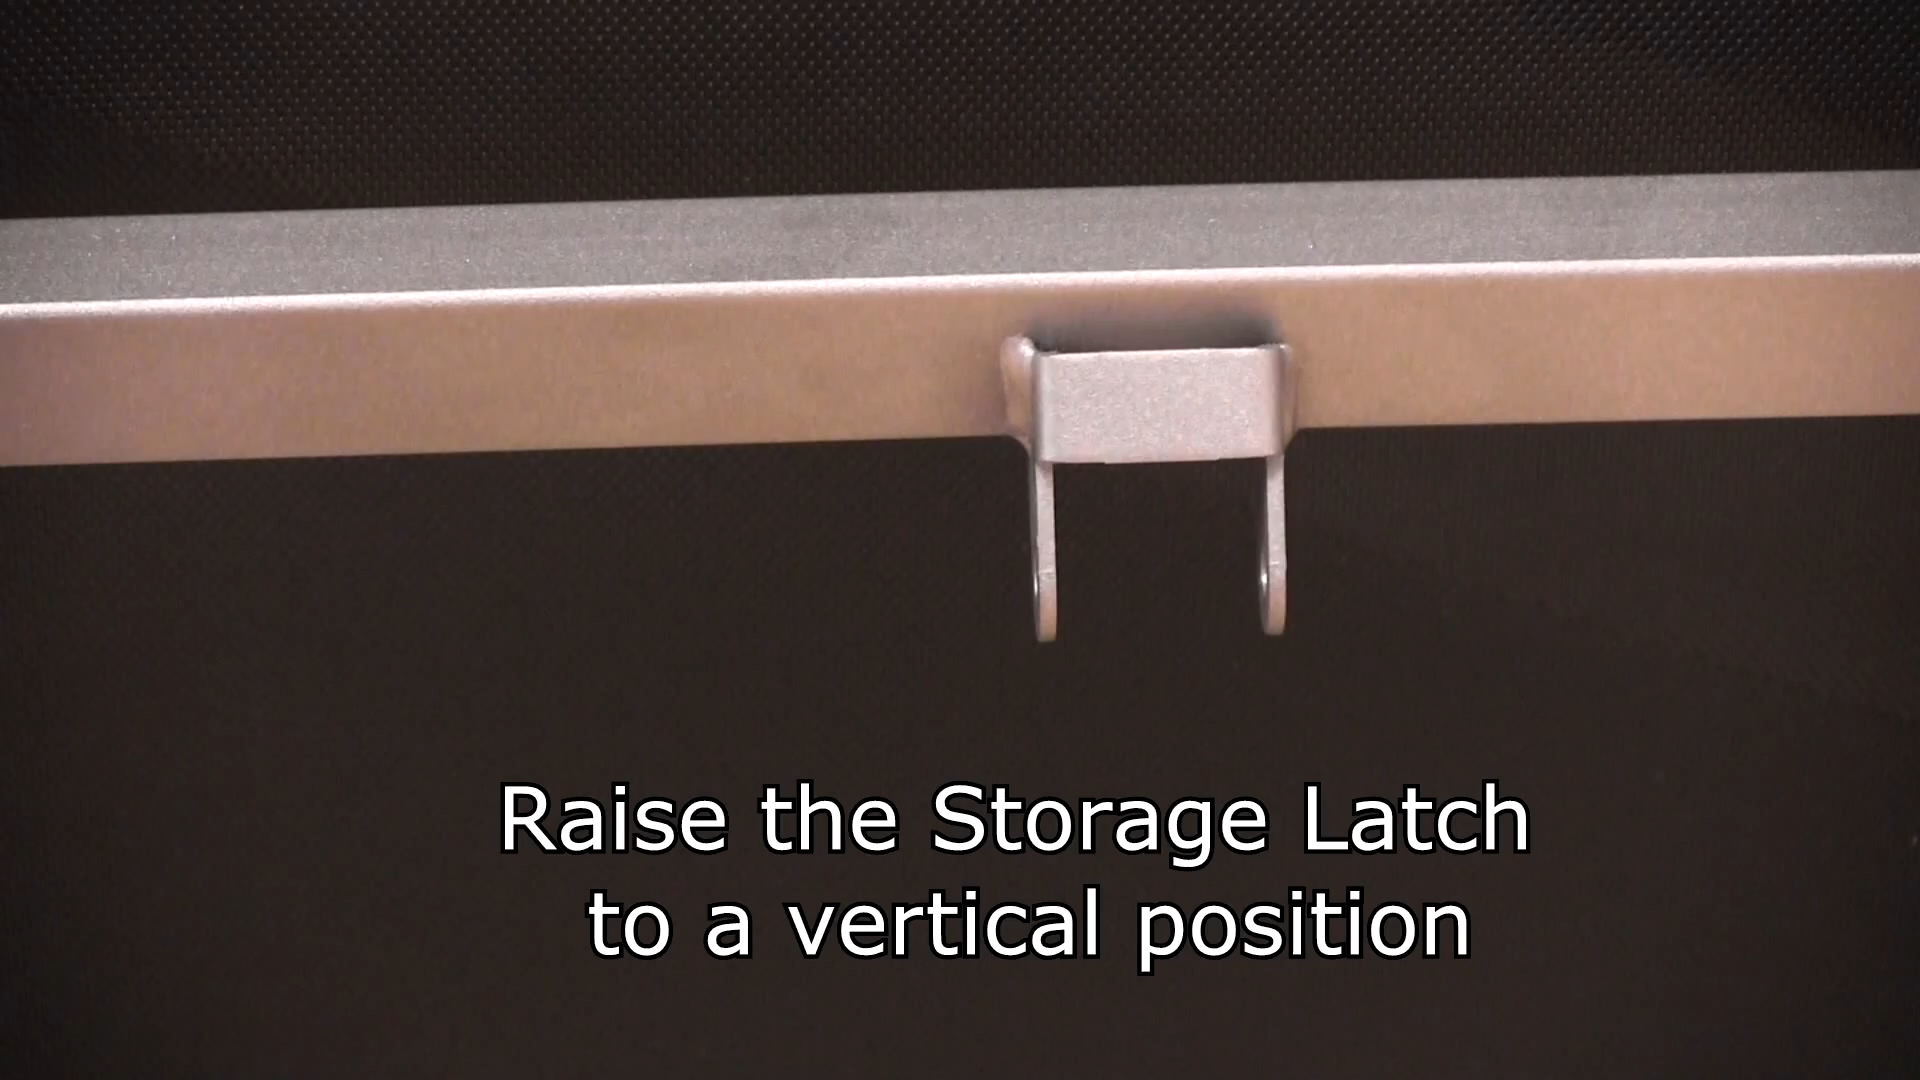 Raise the Storage Latch
to a vertical position